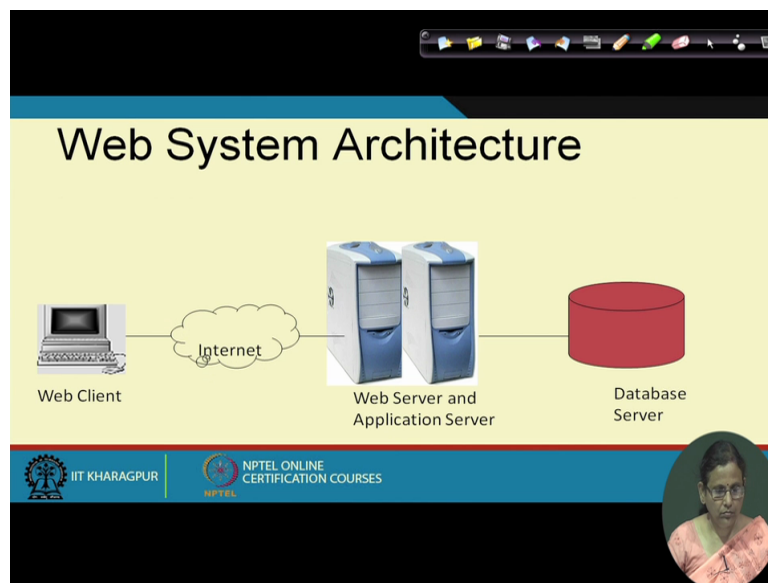 Web System Architecture
Internet
Web Client
Web Server and
Application Server
Database
Server
IIT KHARAGPUR
NPTEL
NPTEL ONLINE
CERTIFICATION COURSES